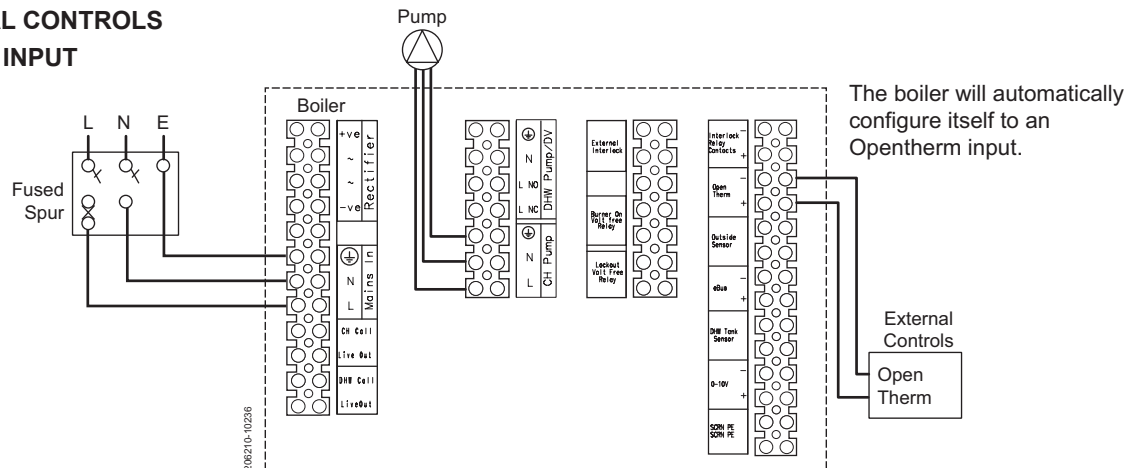 AL CONTROLS
INPUT
Pump
The boiler will automatically
configure itself to an
Opentherm input.
L N E
Fused
Spur
Boiler
+ve
~
~
-ve
Rectifier
N
L
Mains In
CH Call
Live Out
DHW Call
LiveOut
N
L NO
L NC
DHW Pump/DV
N
L
CH Pump
External
Interlock
Burner On
Volt free
Relay
Lockout
Volt Free
Relay
Interlock -
Relay
Contacts +
Open -
Therm +
Outside
Sensor
eBus -
+
DHW Tank
Sensor
0-10V -
+
SCRN PE
SCRN PE
External
Controls
Open
Therm
206210-10236